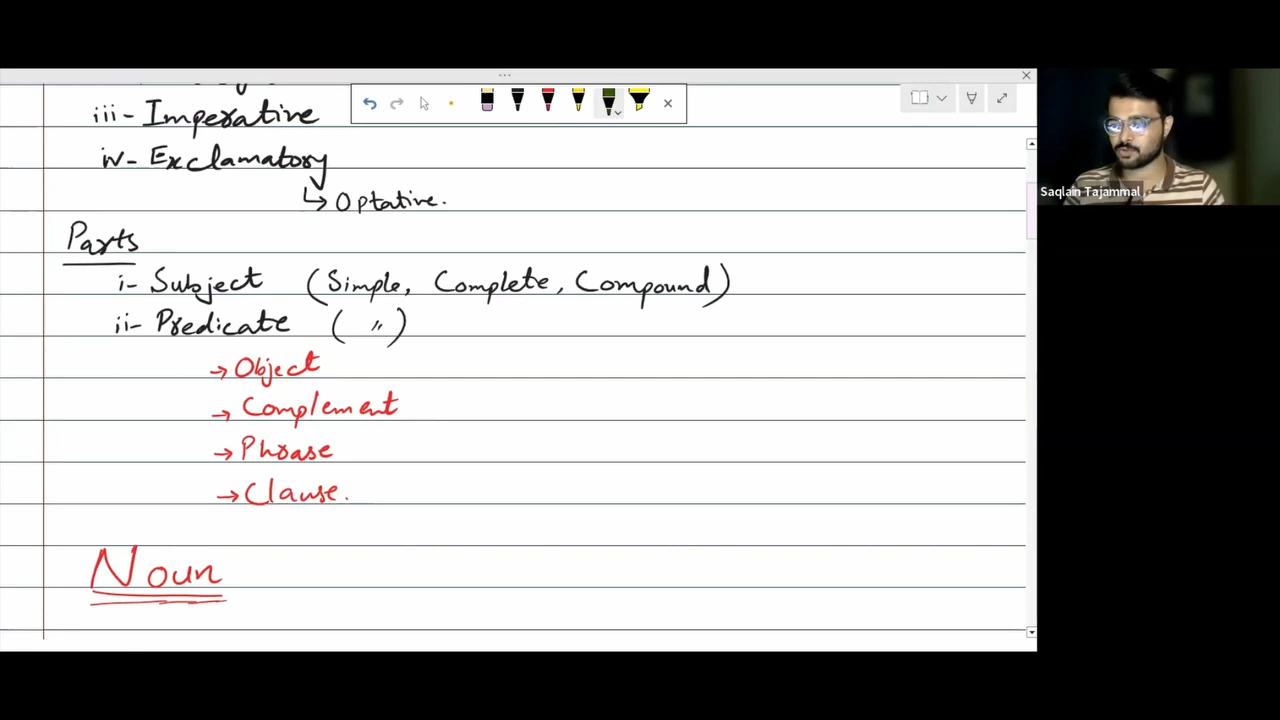 iii- Imperative
iv- Exclamatory
↳ Optative.
Parts
i- Subject (Simple, Complete, Compound)
ii- Predicate ( 〃 )
→ Object
→ Complement
→ Phrase
→ Clause.
Noun
Saqlain Tajammal